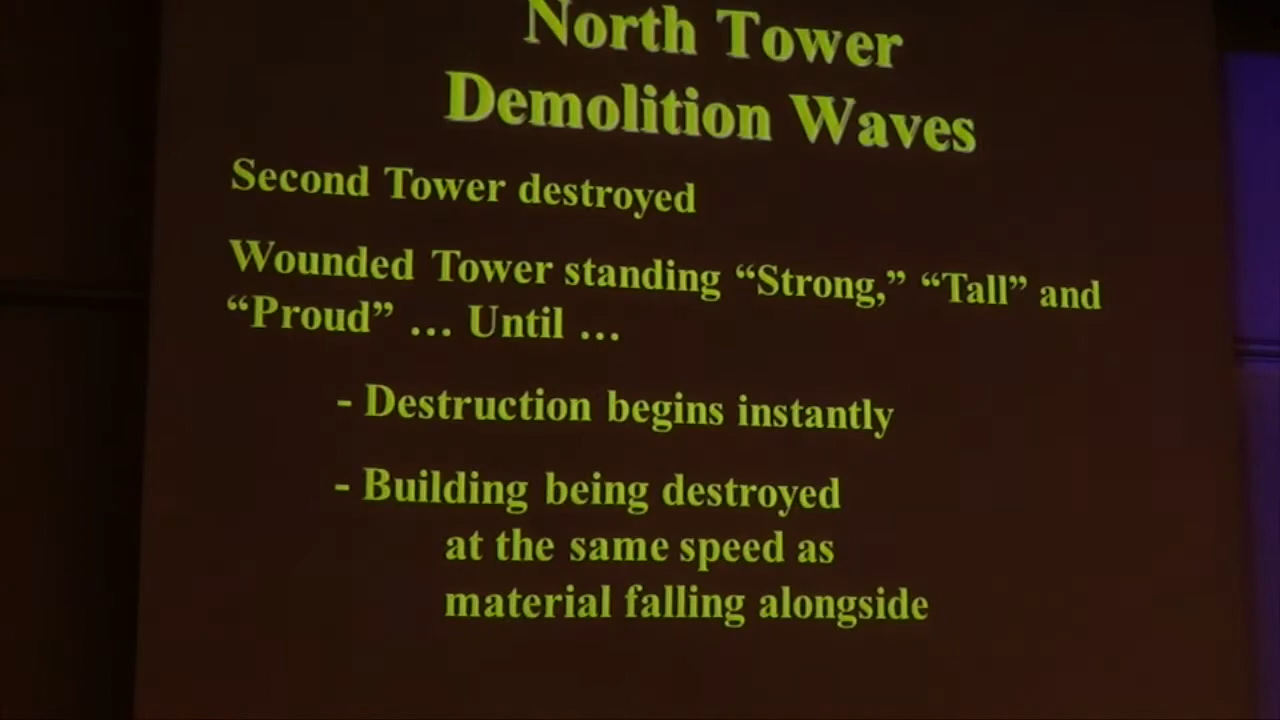 North Tower
Demolition Waves
Second Tower destroyed
Wounded Tower standing “Strong,” “Tall” and
“Proud” … Until …
- Destruction begins instantly
- Building being destroyed
at the same speed as
material falling alongside